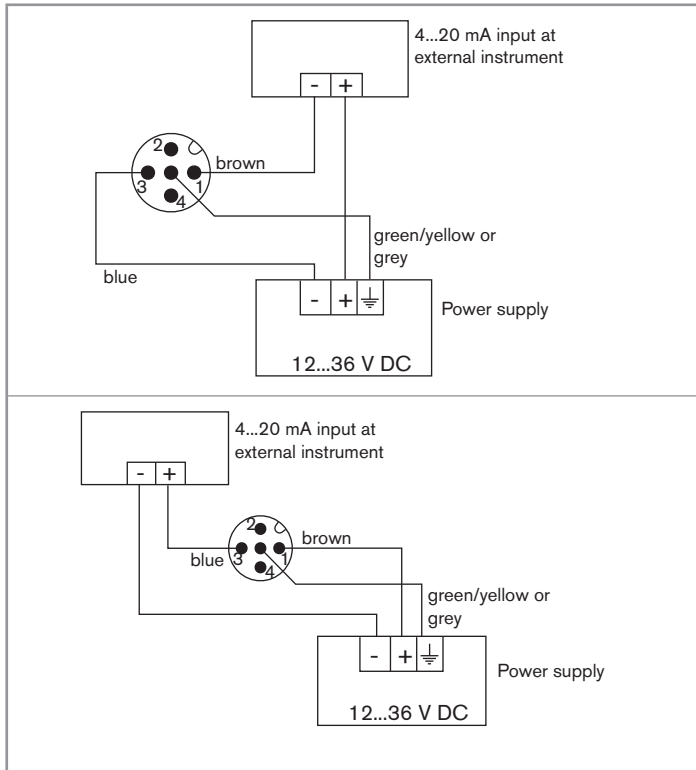 4...20 mA input at
external instrument
- +
2
brown
3
1
4
green/yellow or
grey
blue
- +
Power supply
12...36 V DC
4...20 mA input at
external instrument
- +
2
brown
blue
3
1
4
green/yellow or
grey
- +
Power supply
12...36 V DC